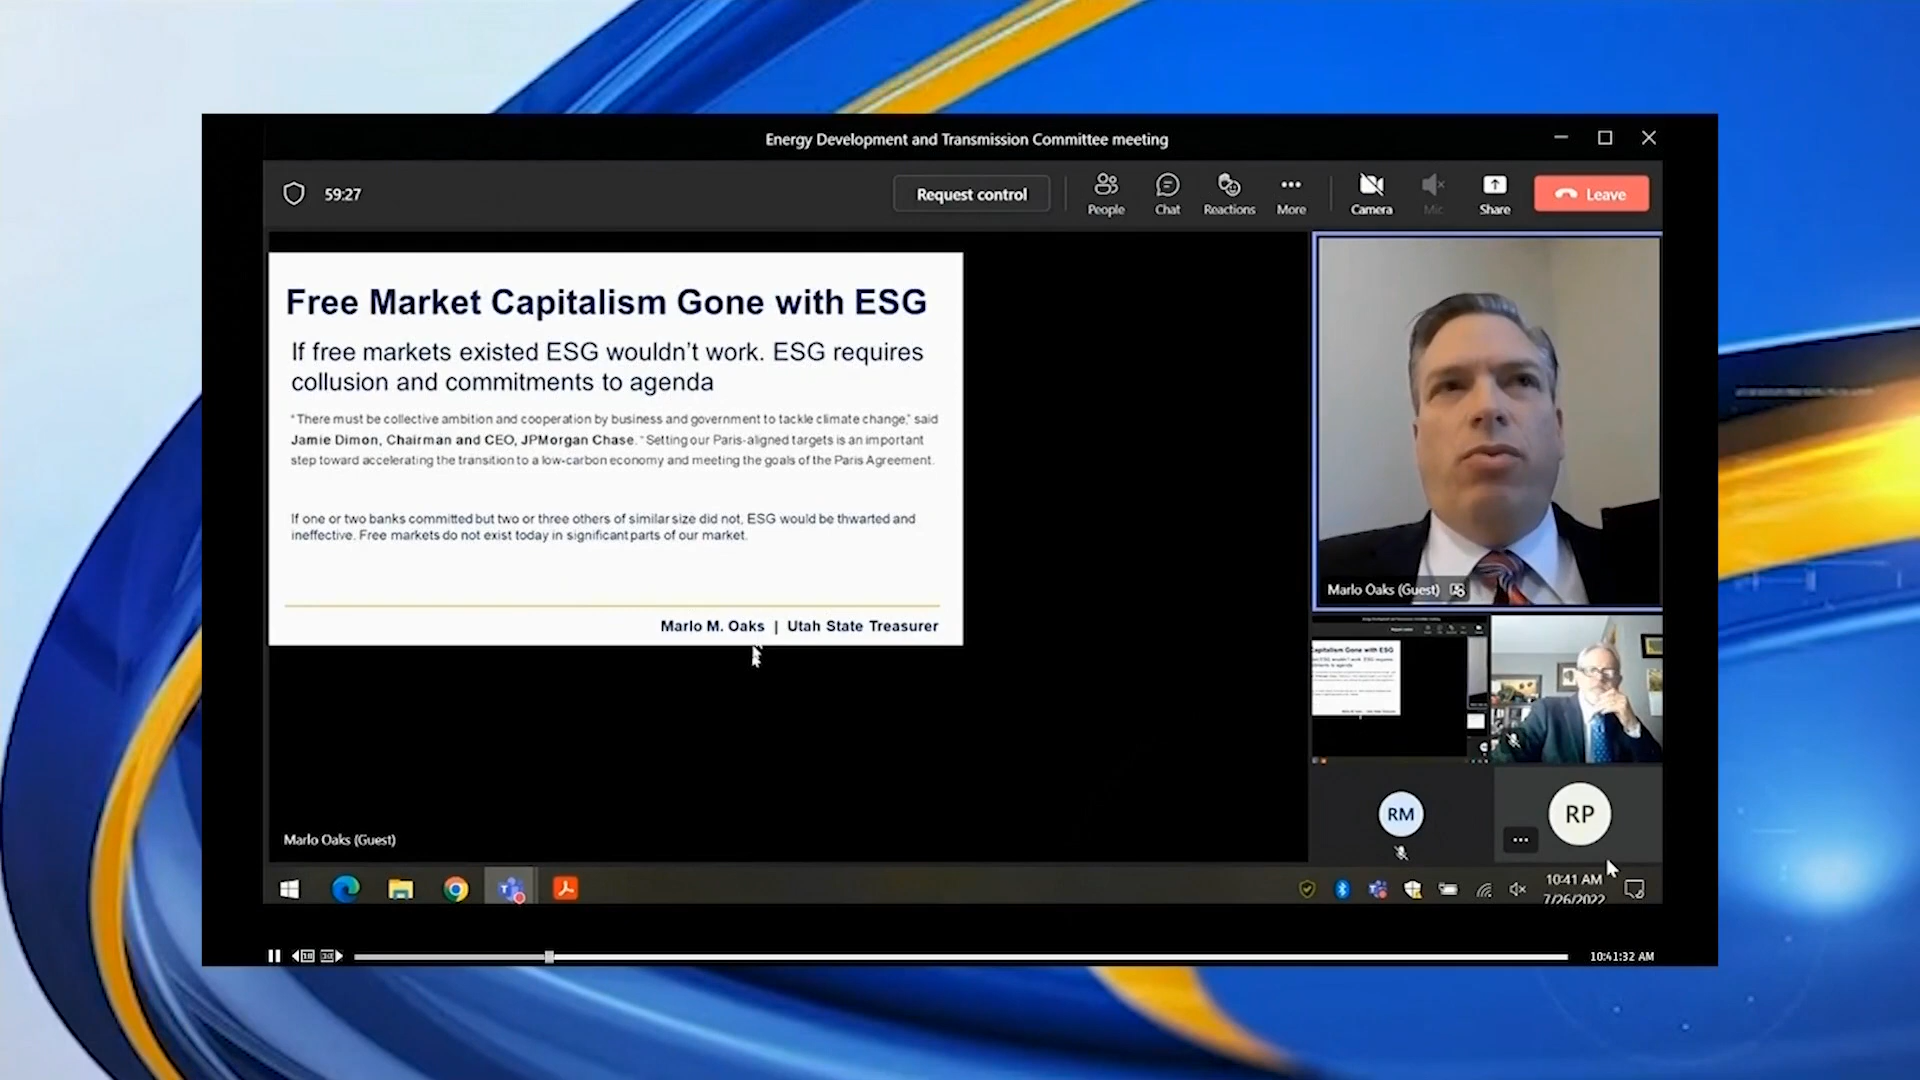 Energy Development and Transmission Committee meeting
59:27
Request control
People
Chat
Reactions
More
Camera
Mic
Share
Leave
Free Market Capitalism Gone with ESG
If free markets existed ESG wouldn't work. ESG requires
collusion and commitments to agenda
"There must be collective ambition and cooperation by business and government to tackle climate change," said
Jamie Dimon, Chairman and CEO, JPMorgan Chase. "Setting our Paris-aligned targets is an important
step toward accelerating the transition to a low-carbon economy and meeting the goals of the Paris Agreement.
If one or two banks committed but two or three others of similar size did not, ESG would be thwarted and
ineffective. Free markets do not exist today in significant parts of our market.
Marlo M. Oaks | Utah State Treasurer
Marlo Oaks (Guest)
Marlo Oaks (Guest)
Capitalism Gone with ESG
RM
RP
10:41 AM
7/26/2022
10:41:32 AM